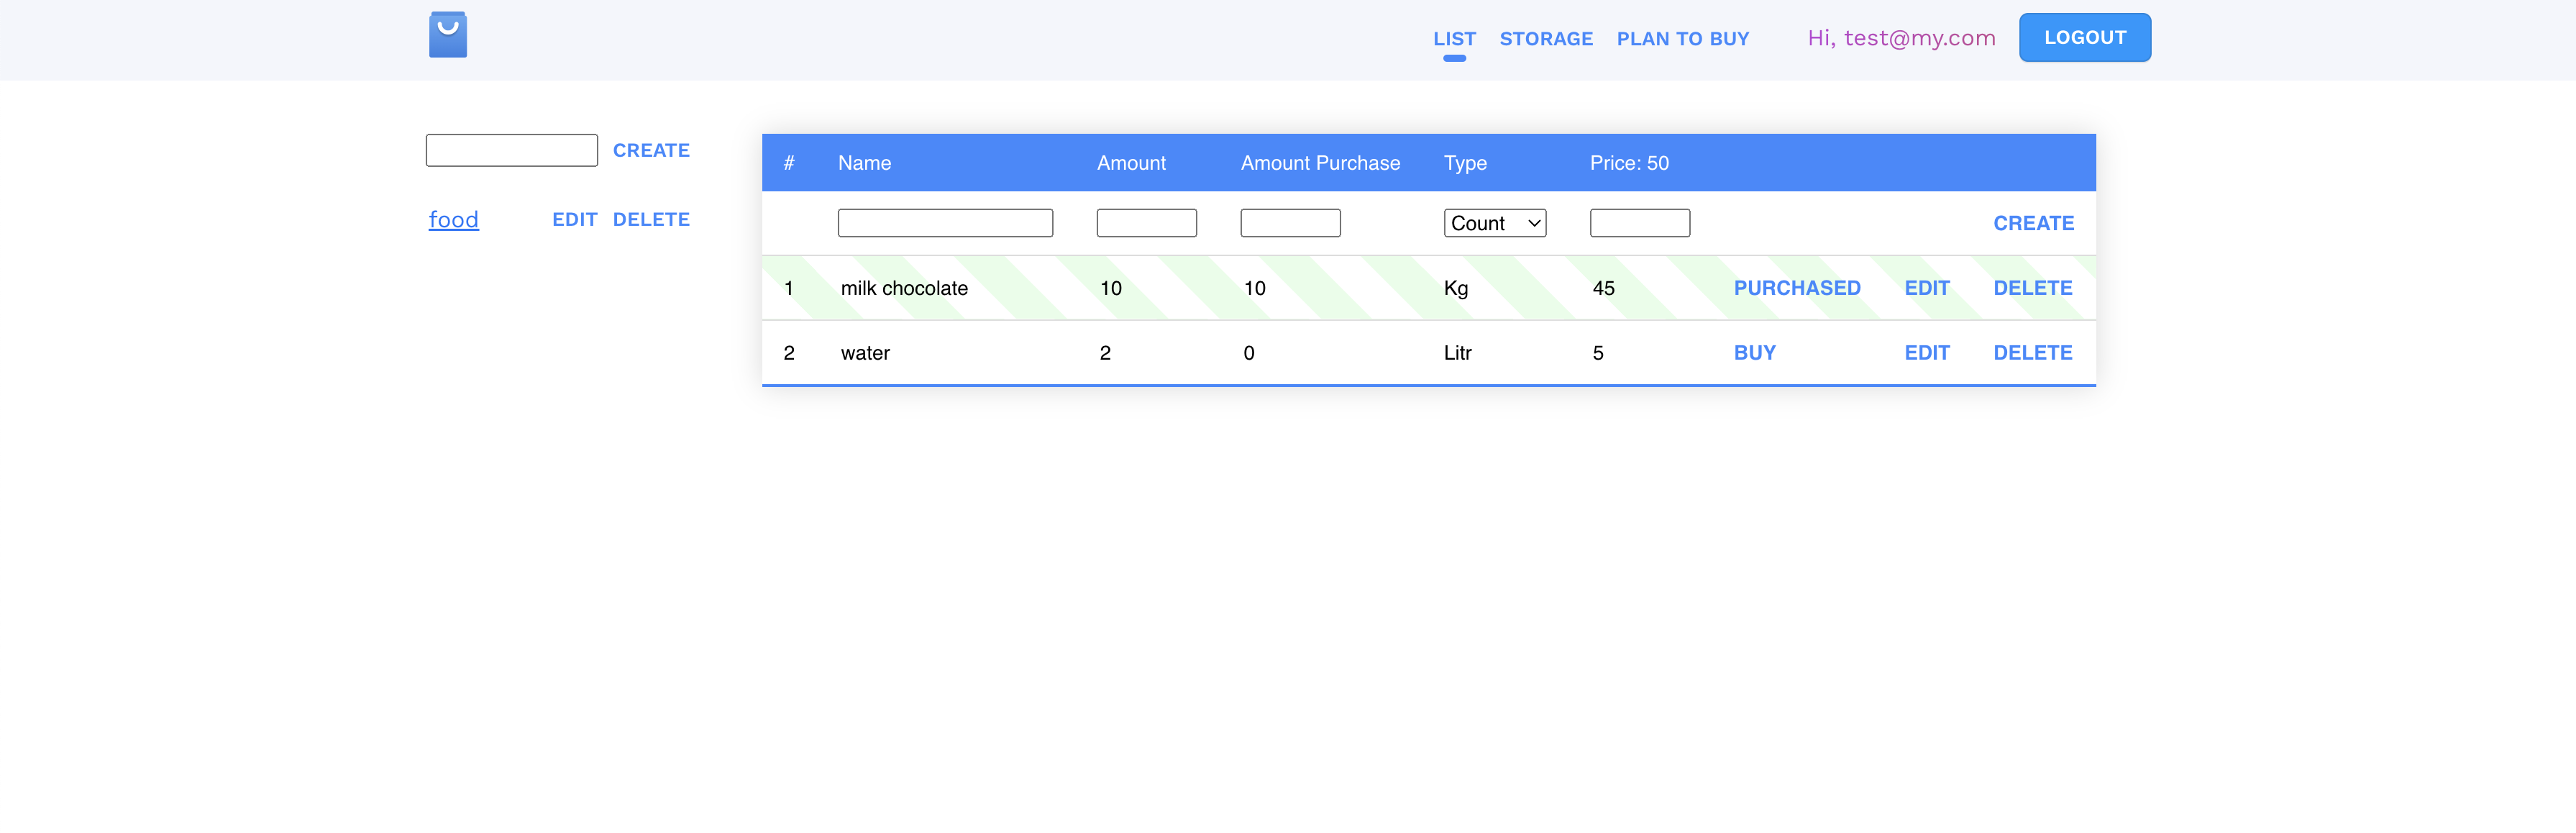 LIST STORAGE PLAN TO BUY Hi, test@my.com LOGOUT
CREATE
food EDIT DELETE
# Name Amount Amount Purchase Type Price: 50
Count CREATE
1 milk chocolate 10 10 Kg 45 PURCHASED EDIT DELETE
2 water 2 0 Litr 5 BUY EDIT DELETE